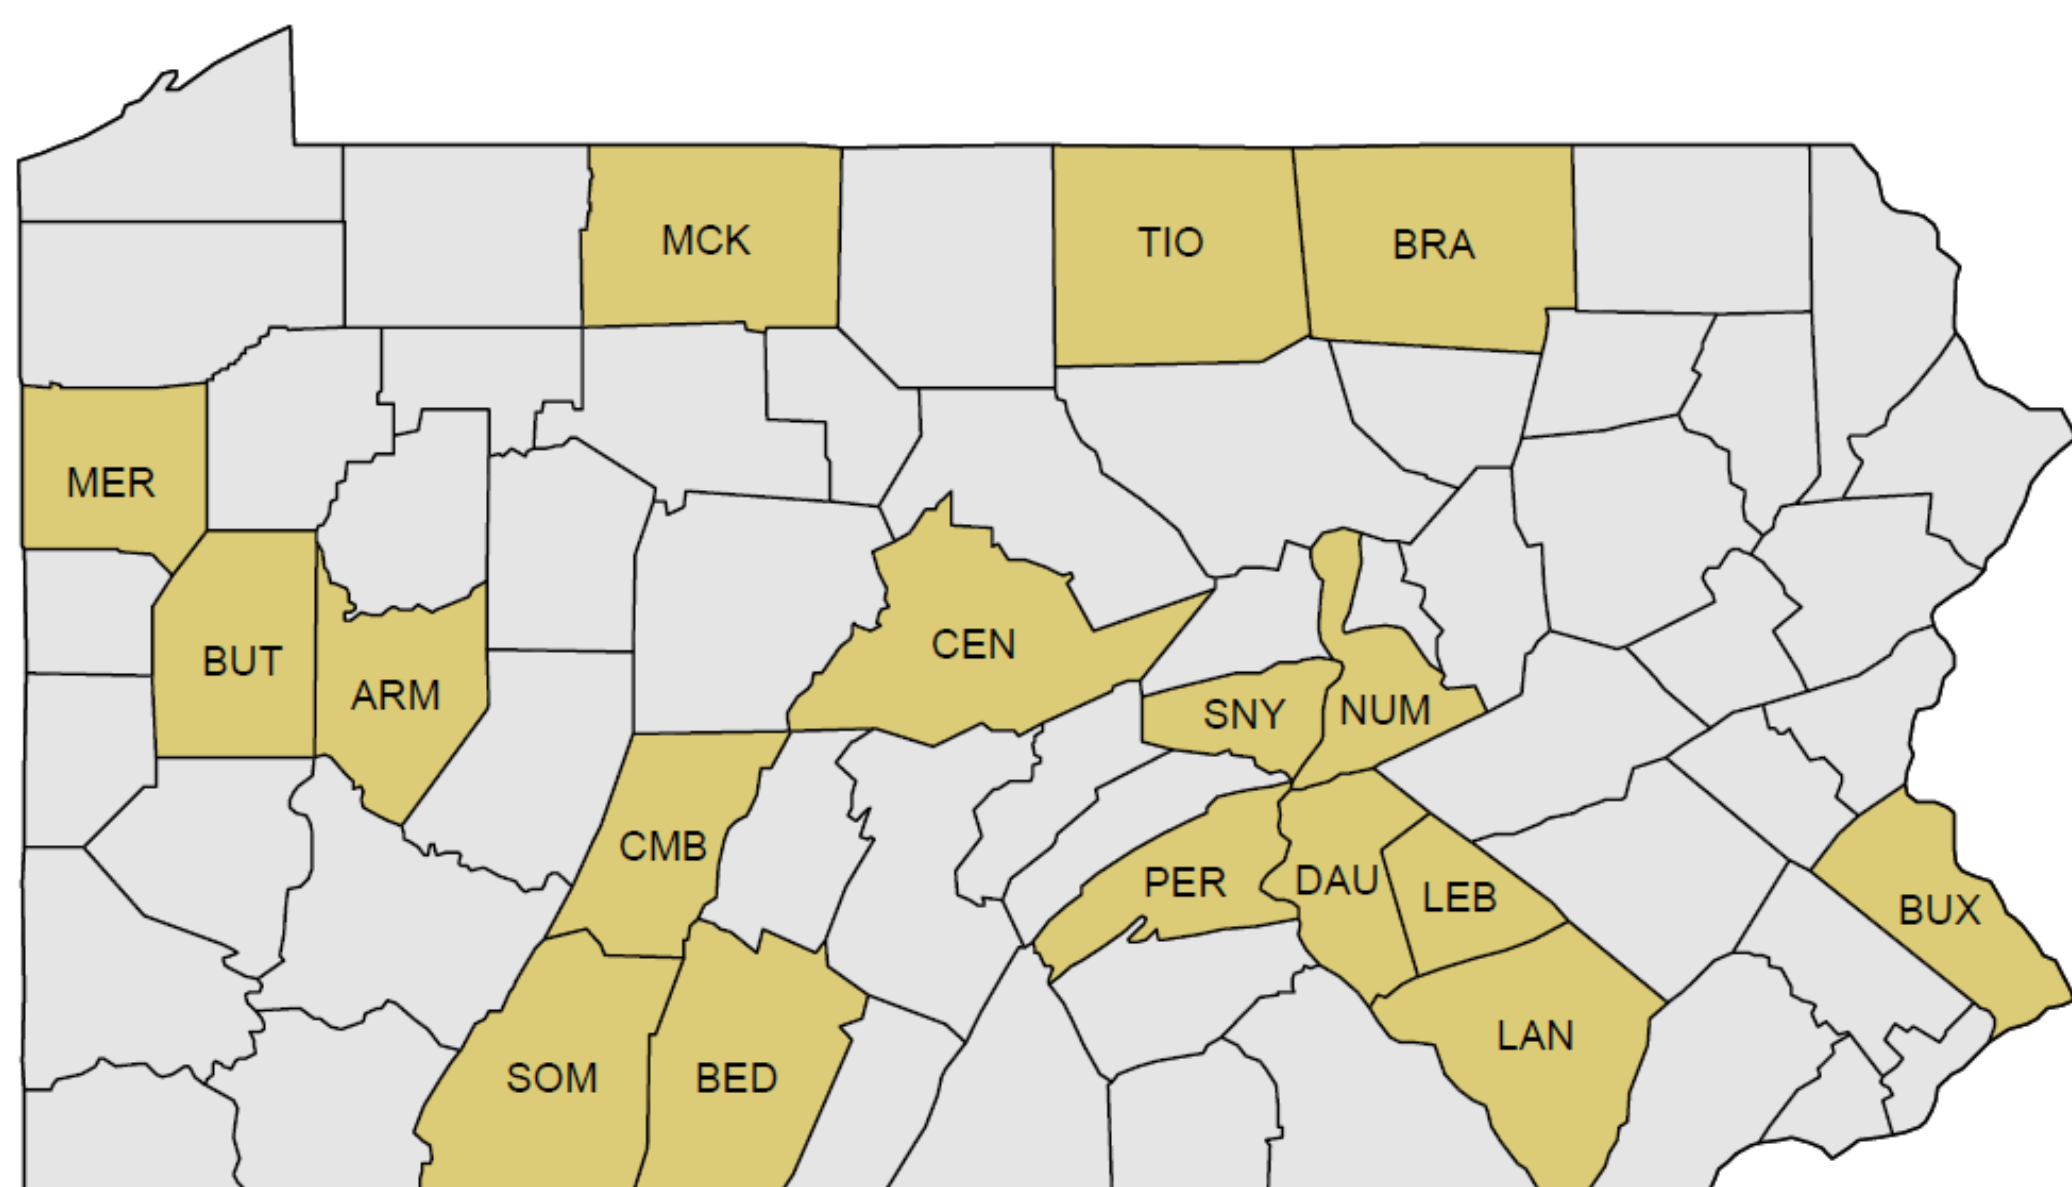 MCK
TIO
BRA
MER
BUT
ARM
CEN
SNY
NUM
CMB
PER
DAU
LEB
BUX
SOM
BED
LAN